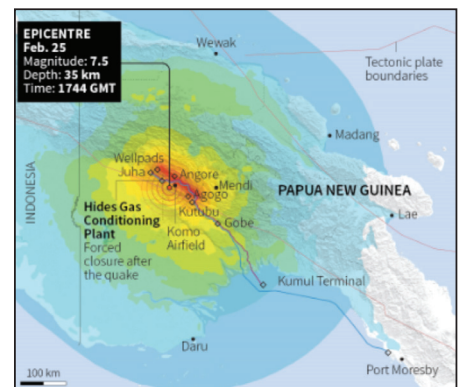 EPICENTRE
Feb. 25
Magnitude: 7.5
Depth: 35 km
Time: 1744 GMT
Wewak
Tectonic plate
boundaries
Madang
Wellpads
Juha
Angore
Mendi
PAPUA NEW GUINEA
INDONESIA
Agogo
Hides Gas
Conditioning
Plant
Forced
closure after
the quake
Kutubu
Gobe
Lae
Komo
Airfield
Kumul Terminal
Daru
100 km
Port Moresby